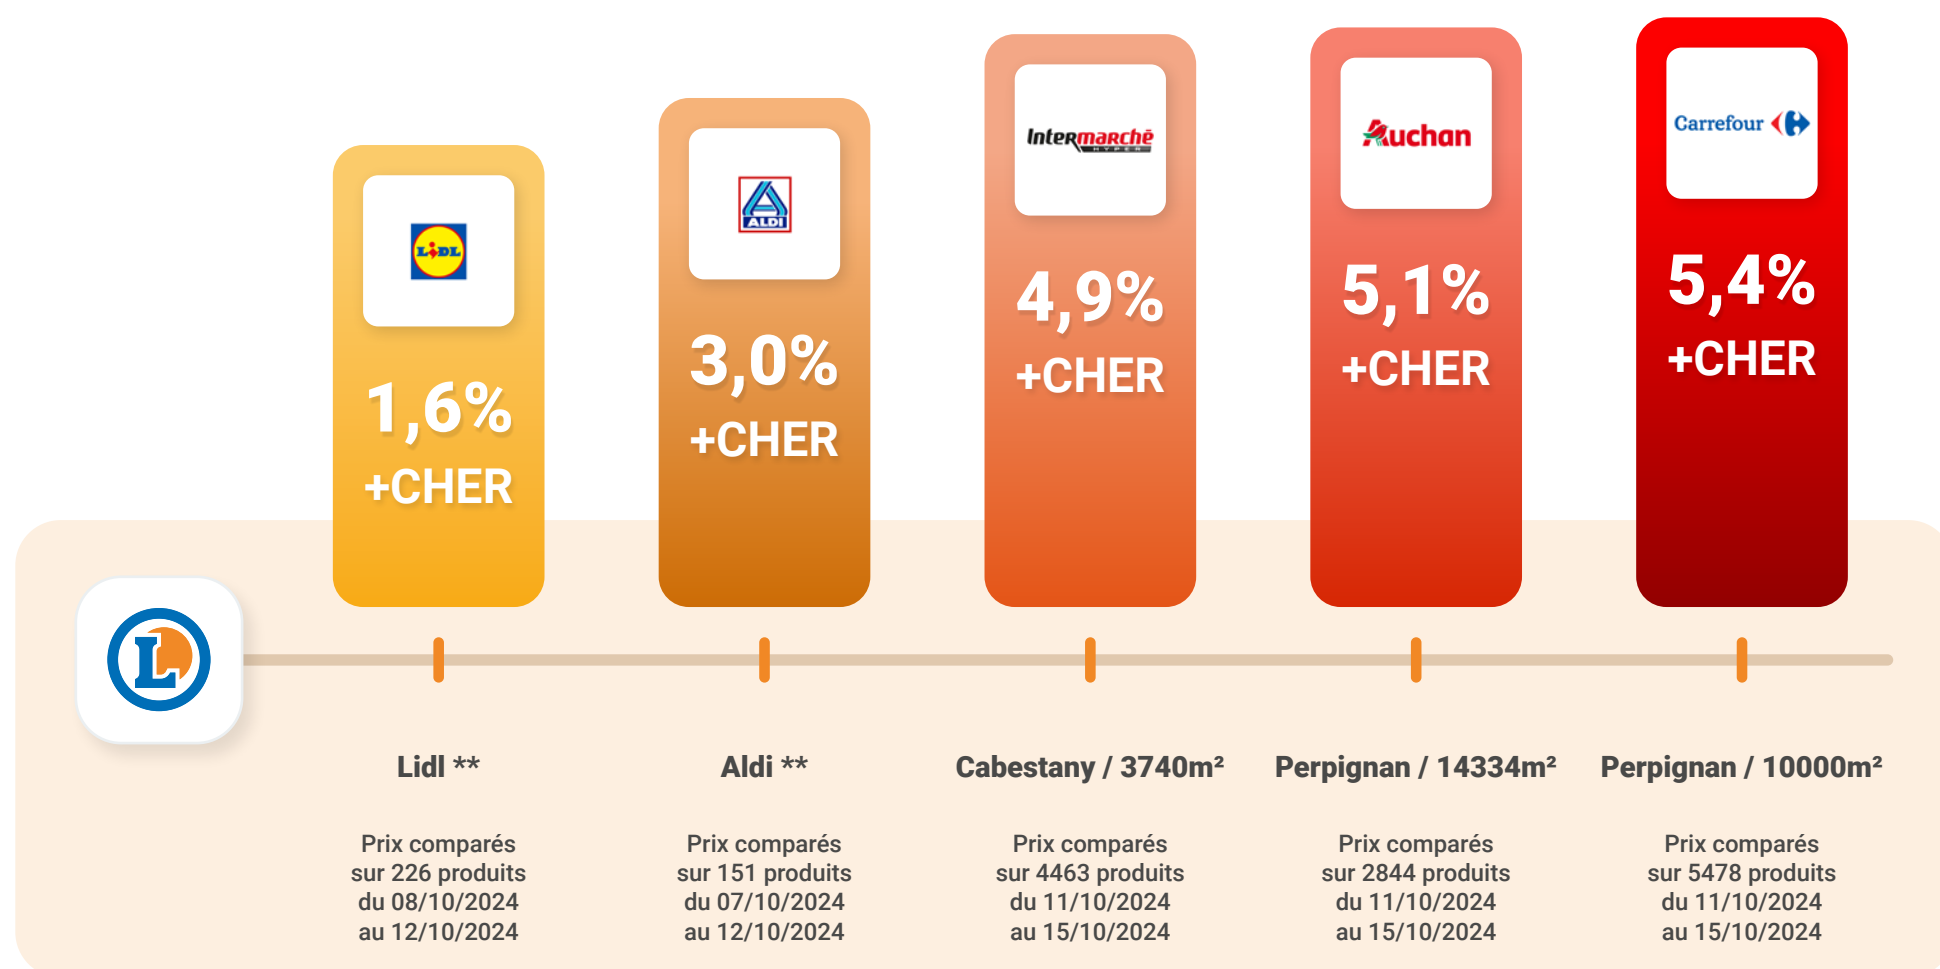 LIDL
1,6%
+CHER
ALDI
3,0%
+CHER
Intermarchē
HYPER
4,9%
+CHER
Auchan
5,1%
+CHER
Carrefour
5,4%
+CHER
L
Lidl **
Prix comparés
sur 226 produits
du 08/10/2024
au 12/10/2024
Aldi **
Prix comparés
sur 151 produits
du 07/10/2024
au 12/10/2024
Cabestany / 3740m²
Prix comparés
sur 4463 produits
du 11/10/2024
au 15/10/2024
Perpignan / 14334m²
Prix comparés
sur 2844 produits
du 11/10/2024
au 15/10/2024
Perpignan / 10000m²
Prix comparés
sur 5478 produits
du 11/10/2024
au 15/10/2024